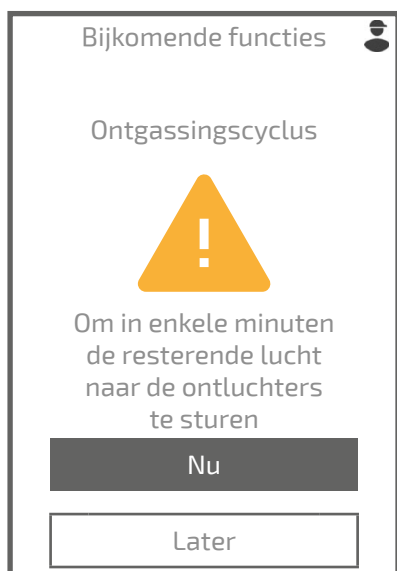 Bijkomende functies
Ontgassingscyclus
!
Om in enkele minuten
de resterende lucht
naar de ontluchters
te sturen
Nu
Later